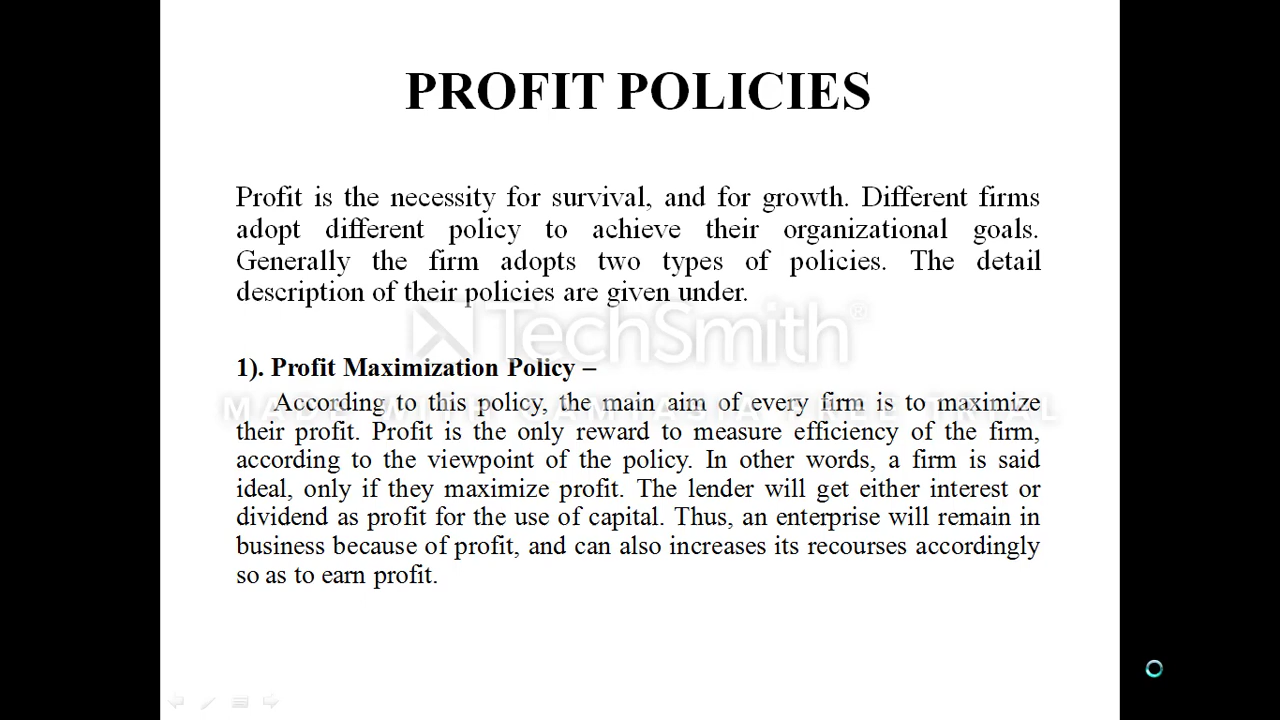 PROFIT POLICIES
Profit is the necessity for survival, and for growth. Different firms
adopt different policy to achieve their organizational goals.
Generally the firm adopts two types of policies. The detail
description of their policies are given under.
TechSmith®
1). Profit Maximization Policy –
MADE WITH CAMTASIA FREE TRIAL
According to this policy, the main aim of every firm is to maximize
their profit. Profit is the only reward to measure efficiency of the firm,
according to the viewpoint of the policy. In other words, a firm is said
ideal, only if they maximize profit. The lender will get either interest or
dividend as profit for the use of capital. Thus, an enterprise will remain in
business because of profit, and can also increases its recourses accordingly
so as to earn profit.